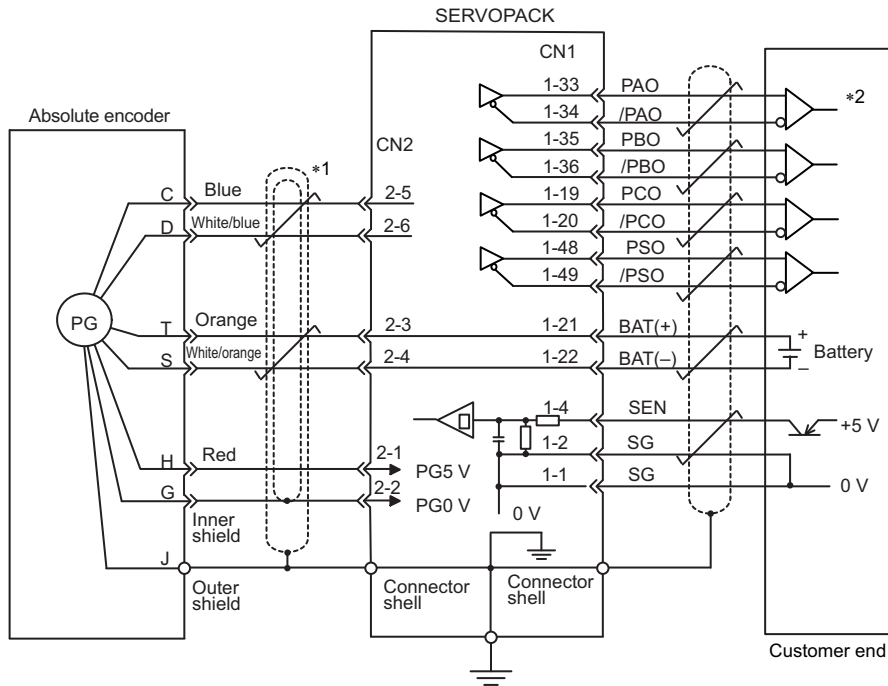 SERVOPACK
CN1
Absolute encoder
CN2
*1
*2
1-33 PAO
1-34 /PAO
1-35 PBO
1-36 /PBO
1-19 PCO
1-20 /PCO
1-48 PSO
1-49 /PSO
C Blue 2-5
D White/blue 2-6
PG
T Orange 2-3 1-21 BAT(+) +
S White/orange 2-4 1-22 BAT(–) –
Battery
1-4 SEN +5 V
1-2 SG
1-1 SG 0 V
H Red 2-1 PG5 V
G 2-2 PG0 V
0 V
Inner
shield
J
Outer
shield
Connector
shell
Connector
shell
Customer end